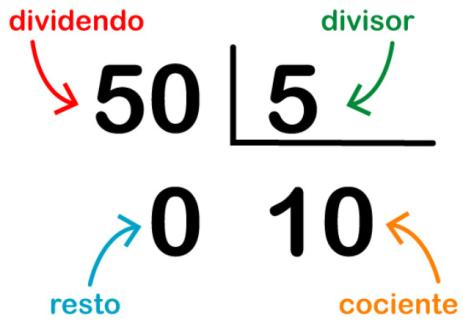 dividendo divisor
50 5
0 10
resto cociente